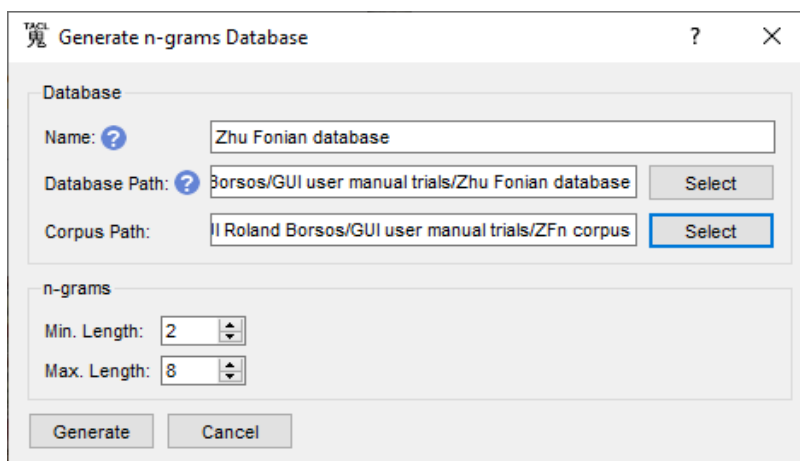 TACL
鬼 Generate n-grams Database ?
Database
Name: ? Zhu Fonian database
Database Path: ? Borsos/GUI user manual trials/Zhu Fonian database Select
Corpus Path: II Roland Borsos/GUI user manual trials/ZFn corpus Select
n-grams
Min. Length: 2
Max. Length: 8
Generate Cancel